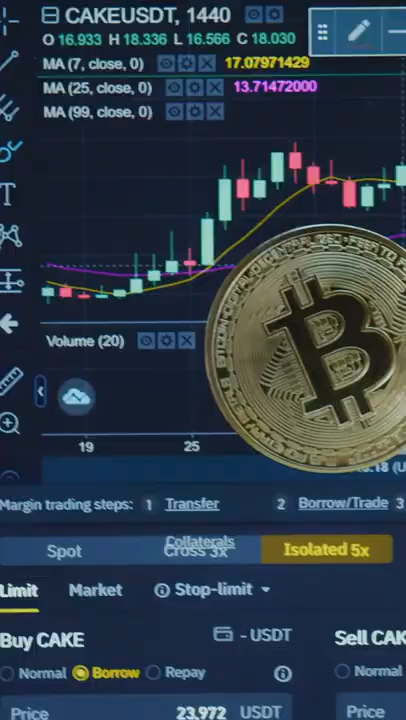 CAKEUSDT, 1440
O 16.933 H 18.336 L 16.566 C 18.030
MA (7, close, 0) 17.07971429
MA (25, close, 0) 13.71472000
MA (99, close, 0)
Volume (20)
19 25
Margin trading steps: 1 Transfer 2 Borrow/Trade 3
Collaterals
Spot Cross 3x Isolated 5x
Limit Market Stop-limit
Buy CAKE - USDT Sell CAK
Normal Borrow Repay Normal
Price 23.972 USDT Price